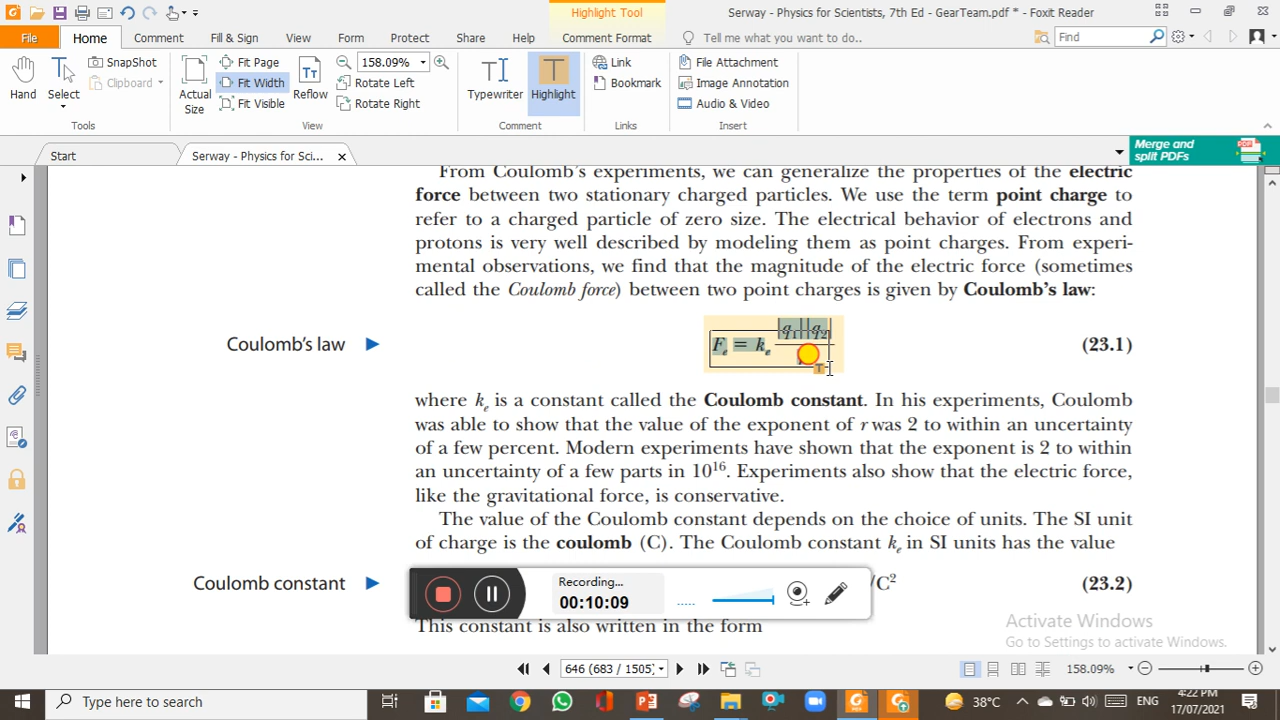 Highlight Tool
Serway - Physics for Scientists, 7th Ed - GearTeam.pdf * - Foxit Reader
File Home Comment Fill & Sign View Form Protect Share Help Comment Format Tell me what you want to do... Find
Hand
Select
SnapShot
Clipboard
Tools
Actual Size
Fit Page
Fit Width
Fit Visible
Reflow
158.09%
Rotate Left
Rotate Right
View
Typewriter
Highlight
Comment
Link
Bookmark
Links
File Attachment
Image Annotation
Audio & Video
Insert
Start
Serway - Physics for Sci...
Merge and
split PDFs
From Coulomb's experiments, we can generalize the properties of the electric
force between two stationary charged particles. We use the term point charge to
refer to a charged particle of zero size. The electrical behavior of electrons and
protons is very well described by modeling them as point charges. From experi-
mental observations, we find that the magnitude of the electric force (sometimes
called the Coulomb force) between two point charges is given by Coulomb's law:
Coulomb's law
Fe = ke |q1||q2|
(23.1)
where ke is a constant called the Coulomb constant. In his experiments, Coulomb
was able to show that the value of the exponent of r was 2 to within an uncertainty
of a few percent. Modern experiments have shown that the exponent is 2 to within
an uncertainty of a few parts in 10¹⁶. Experiments also show that the electric force,
like the gravitational force, is conservative.
The value of the Coulomb constant depends on the choice of units. The SI unit
of charge is the coulomb (C). The Coulomb constant ke in SI units has the value
Coulomb constant
/C²
(23.2)
Recording...
00:10:09
This constant is also written in the form
Activate Windows
Go to Settings to activate Windows.
646 (683 / 1505)
158.09%
Type here to search
38°C
ENG
4:22 PM
17/07/2021